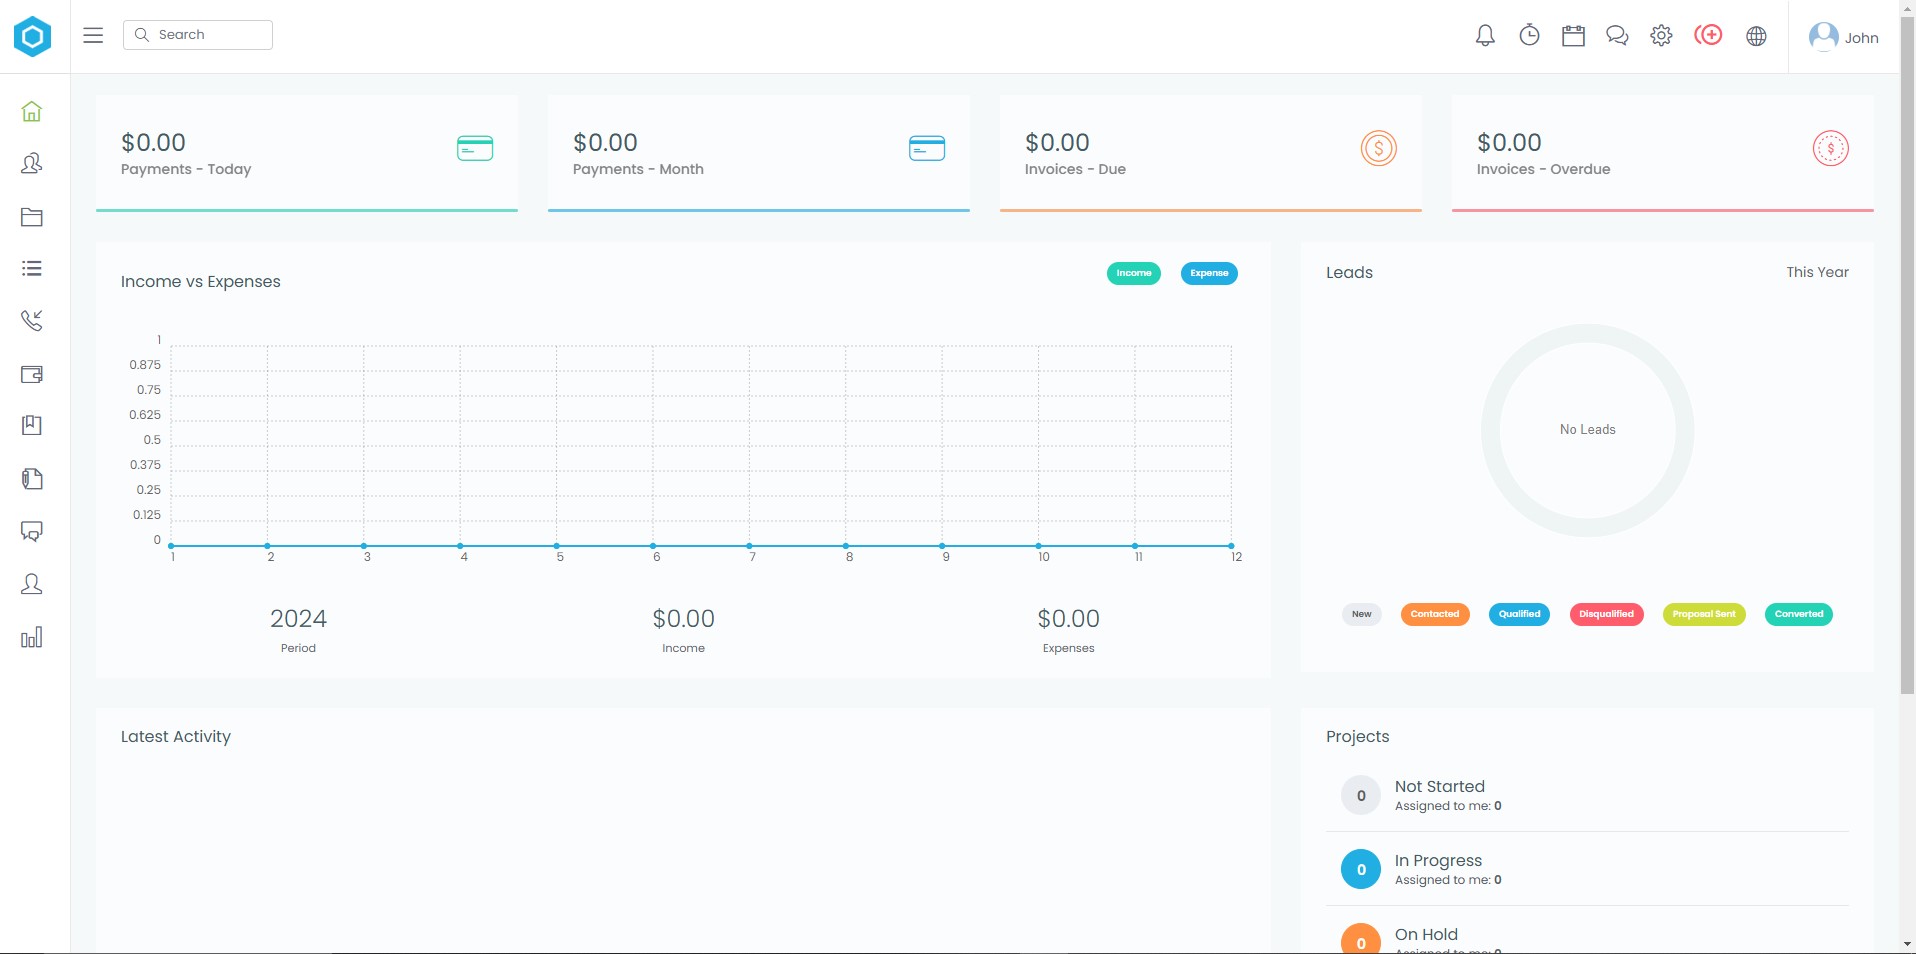 Search
John
$0.00
Payments - Today
$0.00
Payments - Month
$0.00
Invoices - Due
$0.00
Invoices - Overdue
Income vs Expenses
Income
Expense
1
0.875
0.75
0.625
0.5
0.375
0.25
0.125
0
1 2 3 4 5 6 7 8 9 10 11 12
2024
Period
$0.00
Income
$0.00
Expenses
Leads
This Year
No Leads
New Contacted Qualified Disqualified Proposal Sent Converted
Latest Activity
Projects
0
Not Started
Assigned to me: 0
0
In Progress
Assigned to me: 0
0
On Hold
Assigned to me: 0